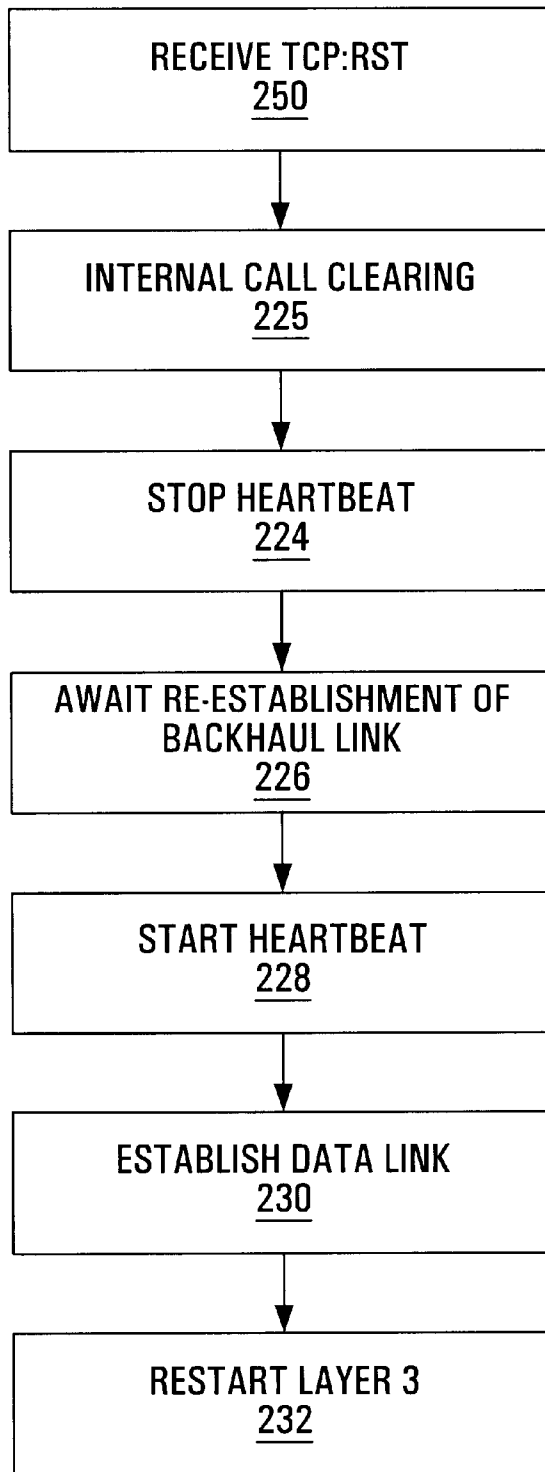 RECEIVE TCP:RST
250
INTERNAL CALL CLEARING
225
STOP HEARTBEAT
224
AWAIT RE-ESTABLISHMENT OF
BACKHAUL LINK
226
START HEARTBEAT
228
ESTABLISH DATA LINK
230
RESTART LAYER 3
232